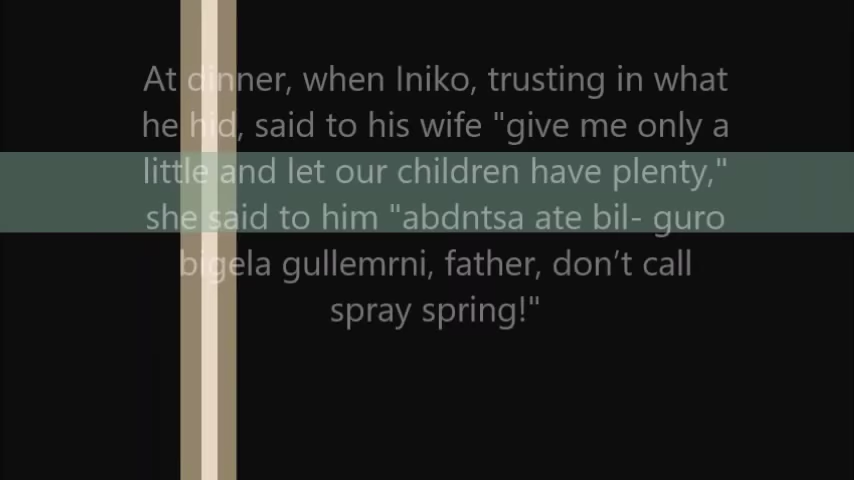 At dinner, when Iniko, trusting in what
he hid, said to his wife "give me only a
little and let our children have plenty,"
she said to him "abdntsa ate bil- guro
bigela gullemrni, father, don’t call
spray spring!"